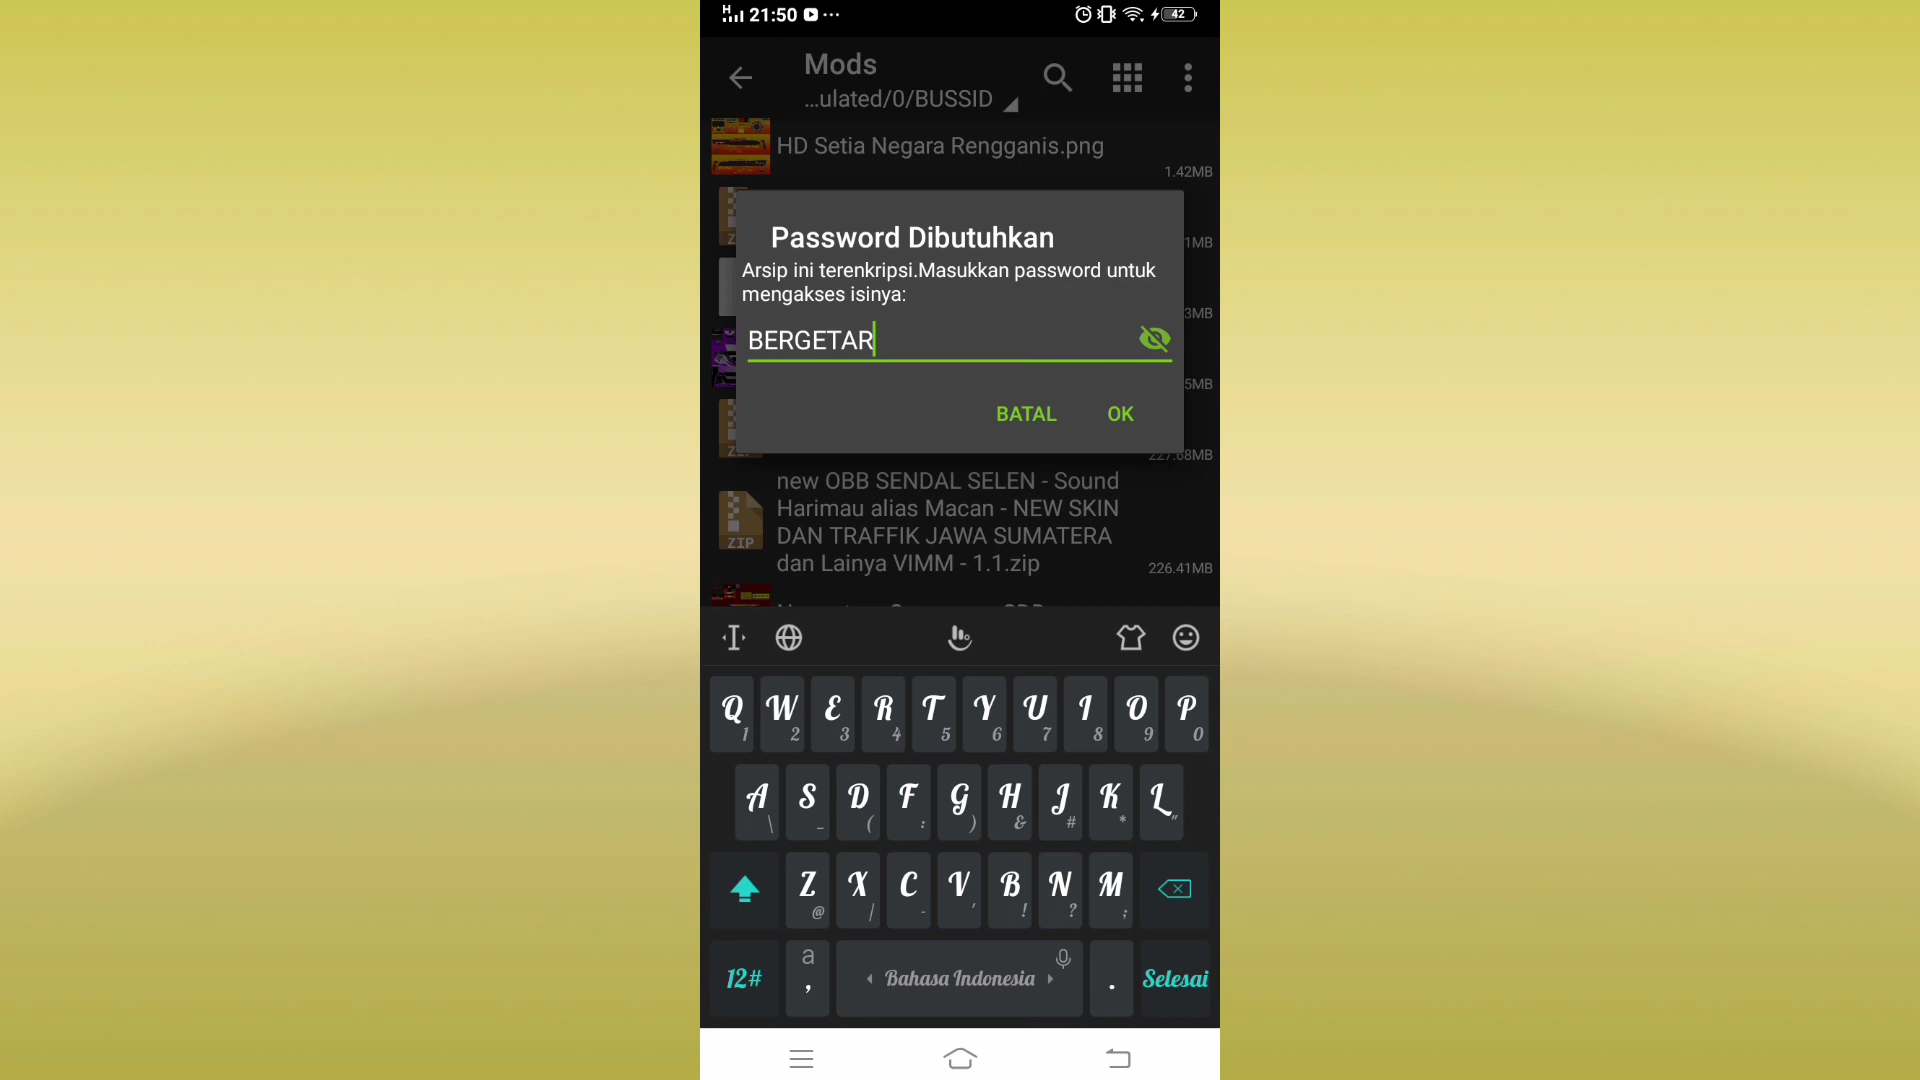 H 21:50 ... 42
Mods
...ulated/0/BUSSID
HD Setia Negara Rengganis.png
1.42MB
1MB
Password Dibutuhkan
Arsip ini terenkripsi.Masukkan password untuk
mengakses isinya:
3MB
BERGETAR
5MB
BATAL OK
227.68MB
new OBB SENDAL SELEN - Sound
Harimau alias Macan - NEW SKIN
DAN TRAFFIK JAWA SUMATERA
dan Lainya VIMM - 1.1.zip
ZIP
226.41MB
Q W E R T Y U I O P
1 2 3 4 5 6 7 8 9 0
A S D F G H J K L
\ _ ( : ) & # * "
Z X C V B N M
@ / - ' ! ? ;
12# a , Bahasa Indonesia . Selesai